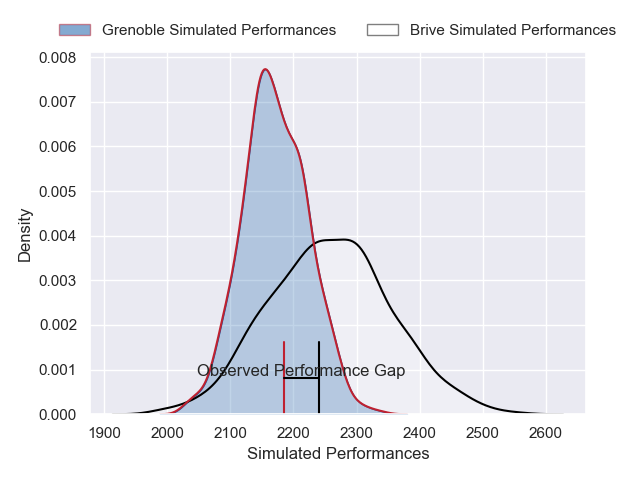 Grenoble Simulated Performances Brive Simulated Performances
0.008
0.007
0.006
0.005
0.004
0.003
0.002
0.001
0.000
Density
Observed Performance Gap
1900 2000 2100 2200 2300 2400 2500 2600
Simulated Performances